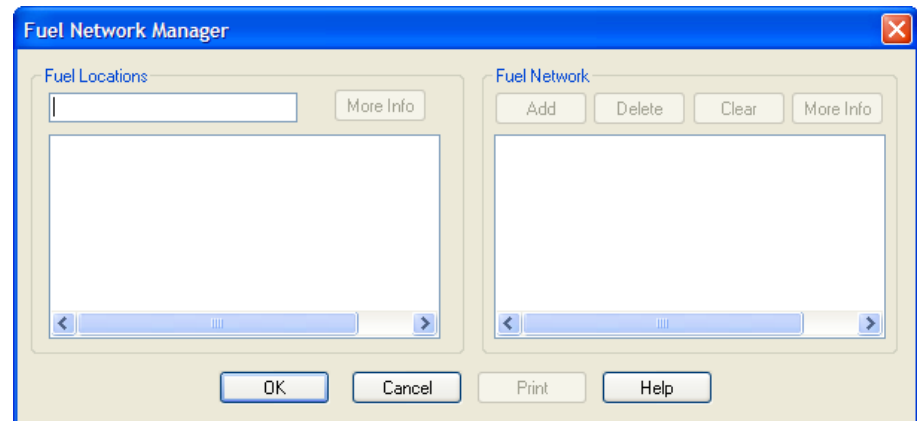 Fuel Network Manager
Fuel Locations
More Info
Fuel Network
Add Delete Clear More Info
OK Cancel Print Help